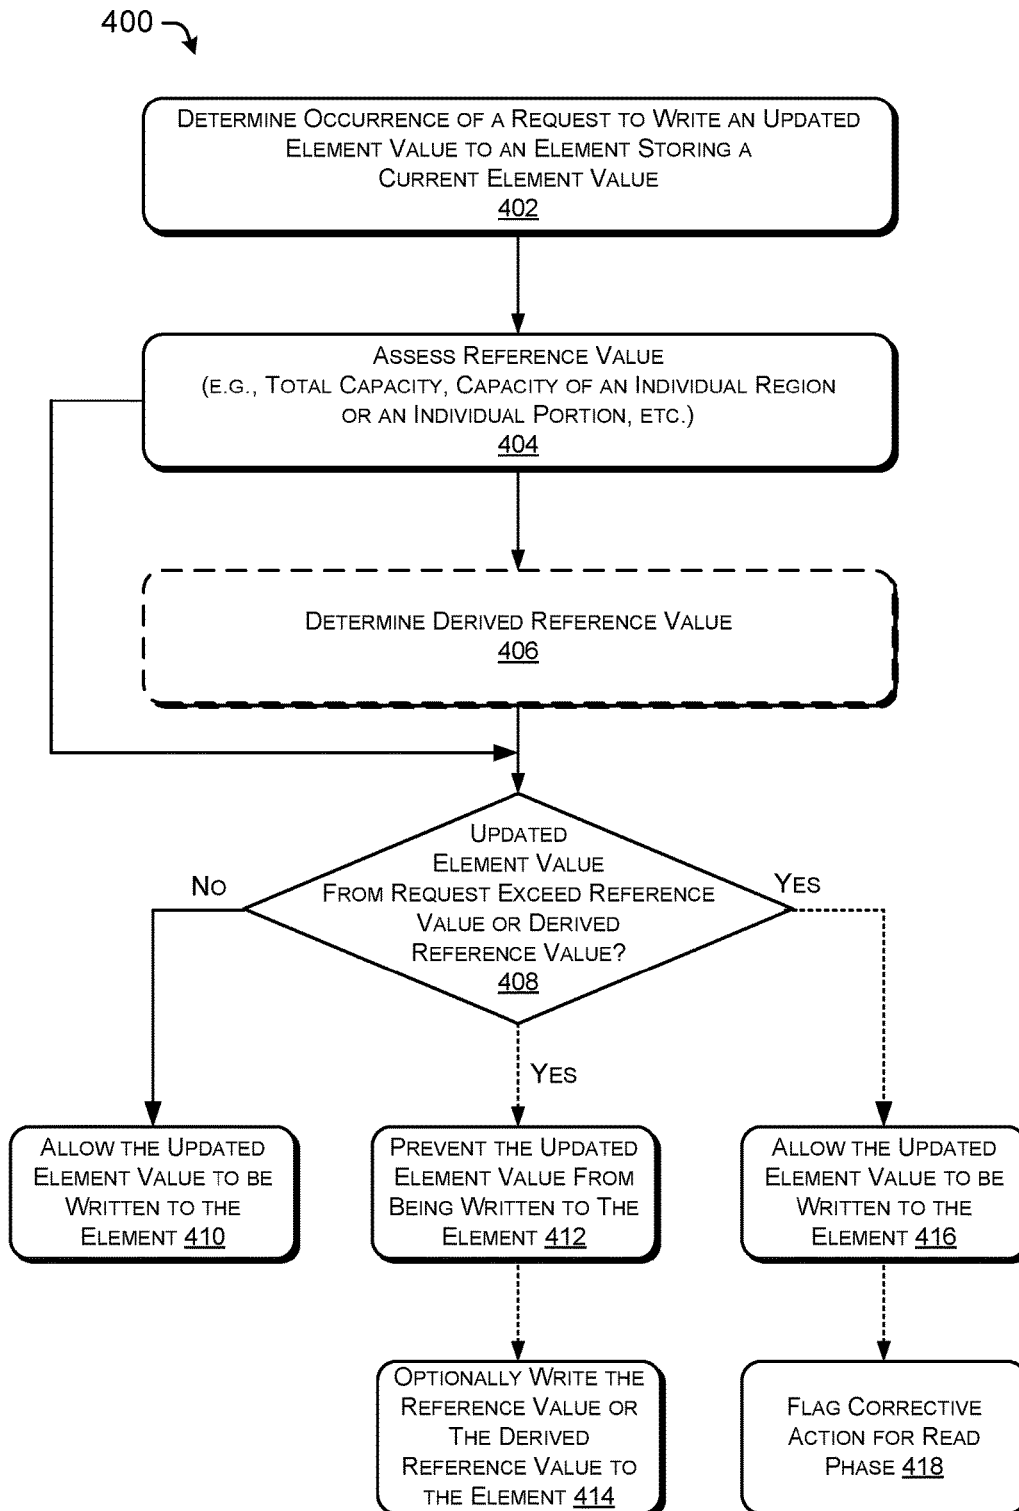 400
DETERMINE OCCURRENCE OF A REQUEST TO WRITE AN UPDATED
ELEMENT VALUE TO AN ELEMENT STORING A
CURRENT ELEMENT VALUE
402
ASSESS REFERENCE VALUE
(E.G., TOTAL CAPACITY, CAPACITY OF AN INDIVIDUAL REGION
OR AN INDIVIDUAL PORTION, ETC.)
404
DETERMINE DERIVED REFERENCE VALUE
406
UPDATED
ELEMENT VALUE
FROM REQUEST EXCEED REFERENCE
VALUE OR DERIVED
REFERENCE VALUE?
408
NO
YES
YES
ALLOW THE UPDATED
ELEMENT VALUE TO BE
WRITTEN TO THE
ELEMENT 410
PREVENT THE UPDATED
ELEMENT VALUE FROM
BEING WRITTEN TO THE
ELEMENT 412
ALLOW THE UPDATED
ELEMENT VALUE TO BE
WRITTEN TO THE
ELEMENT 416
OPTIONALLY WRITE THE
REFERENCE VALUE OR
THE DERIVED
REFERENCE VALUE TO
THE ELEMENT 414
FLAG CORRECTIVE
ACTION FOR READ
PHASE 418